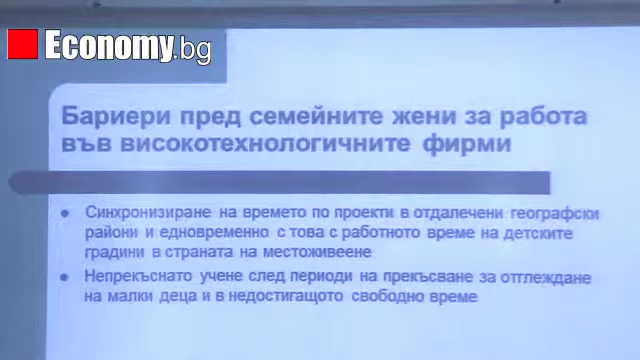 Economy.bg
Бариери пред семейните жени за работа
във високотехнологичните фирми
Синхронизиране на времето по проекти в отдалечени географски
райони и едновременно с това с работното време на детските
градини в страната на местоживеене
Непрекъснато учене след периоди на прекъсване за отглеждане
на малки деца и в недостигащото свободно време